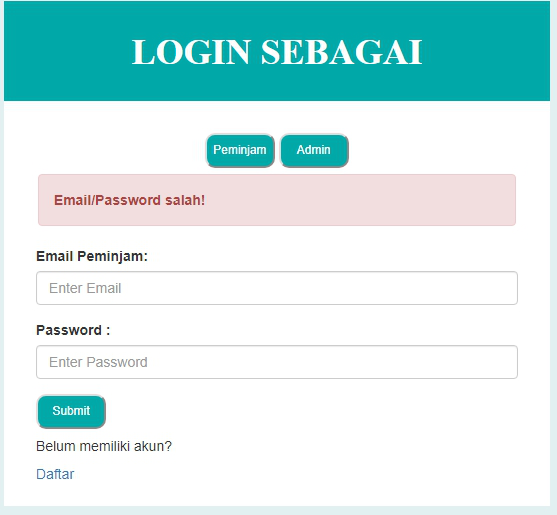 LOGIN SEBAGAI
Peminjam Admin
Email/Password salah!
Email Peminjam:
Enter Email
Password :
Enter Password
Submit
Belum memiliki akun?
Daftar